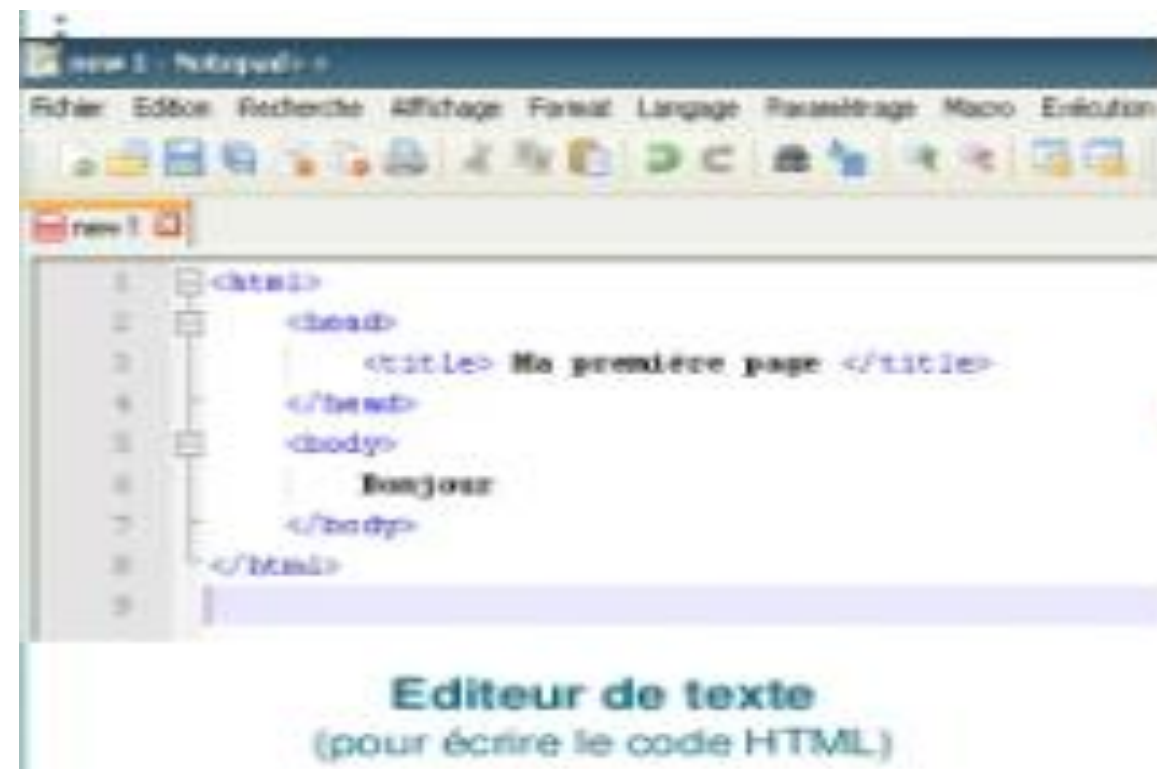 new 1 - Notepad++
Fichier Edition Recherche Affichage Format Langage Paramétrage Macro Exécution
new 1
1 <html>
2 <head>
3 <title> Ma premiére page </title>
4 </head>
5 <body>
6 Bonjour
7 </body>
8 </html>
9
Editeur de texte
(pour écrire le code HTML)